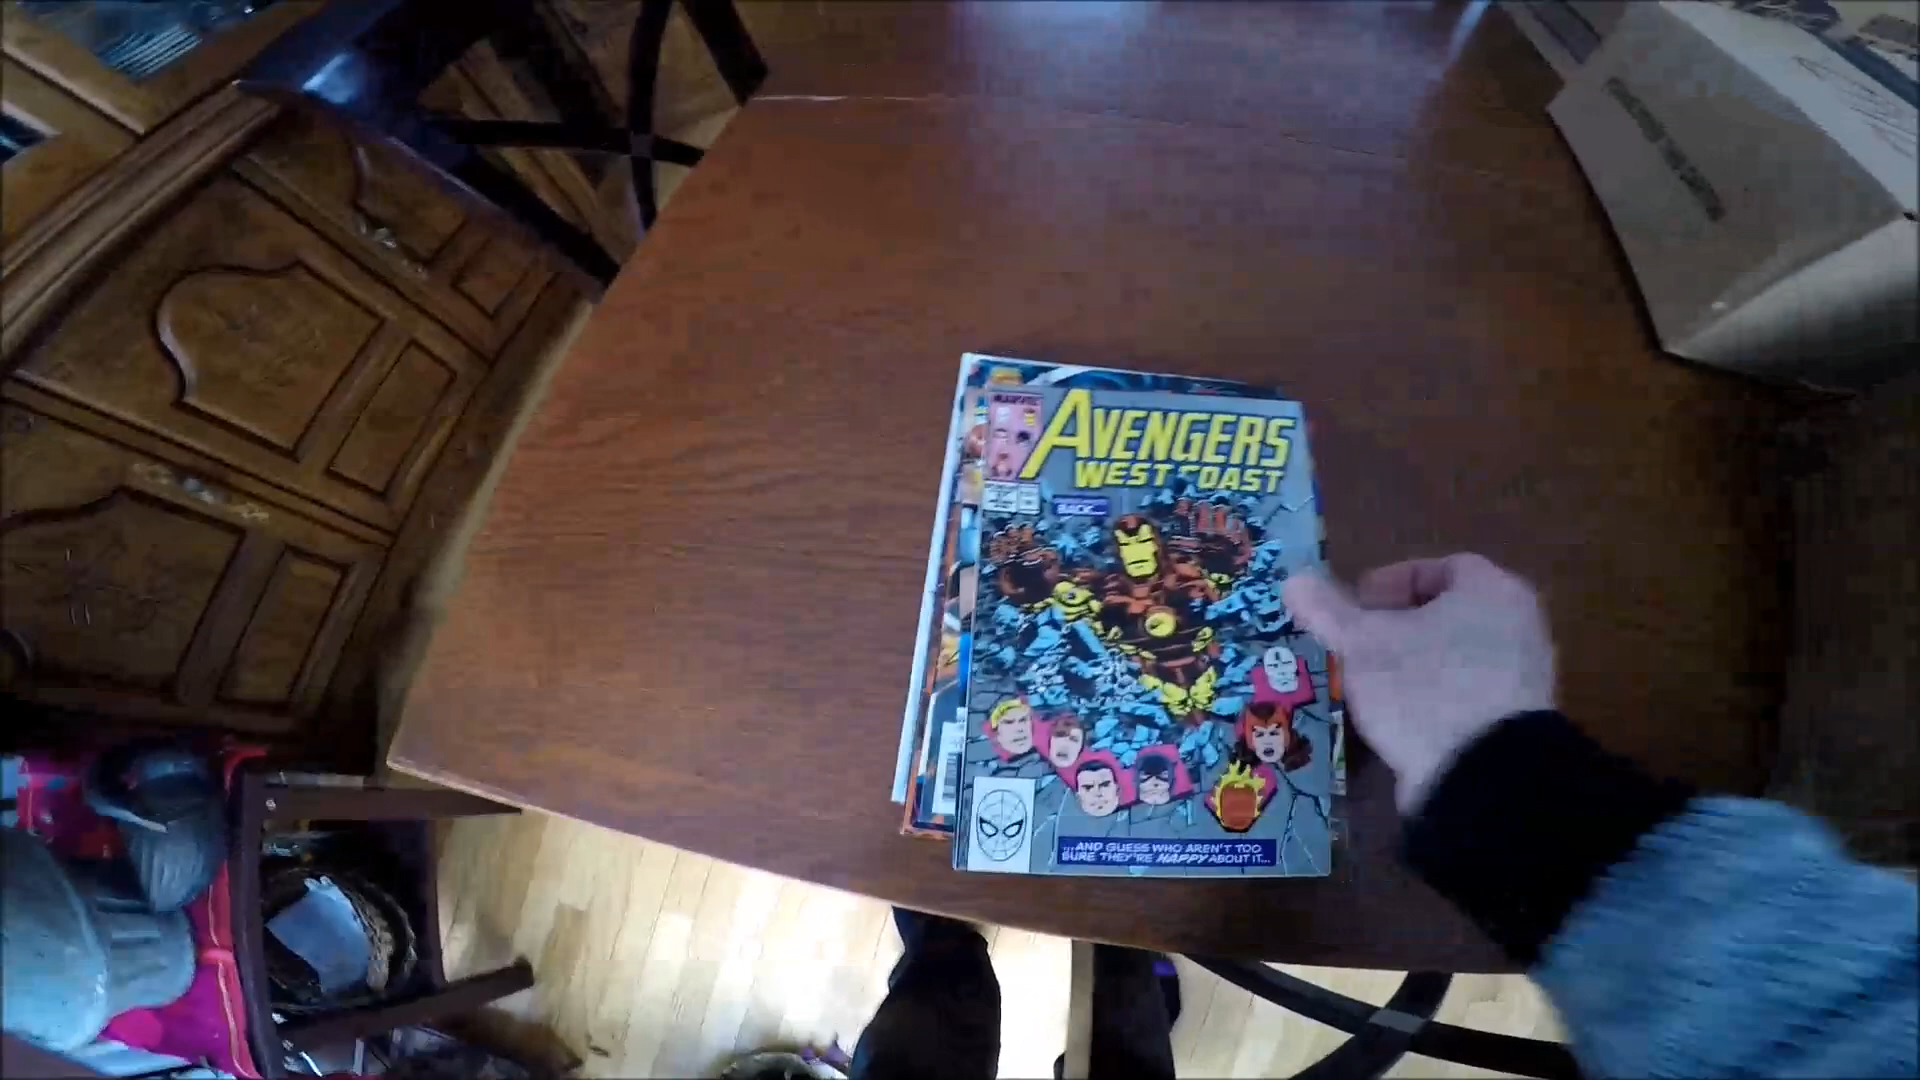 MARVEL
AVENGERS
WEST COAST
BACK...
...AND GUESS WHO AREN'T TOO
SURE THEY'RE HAPPY ABOUT IT...